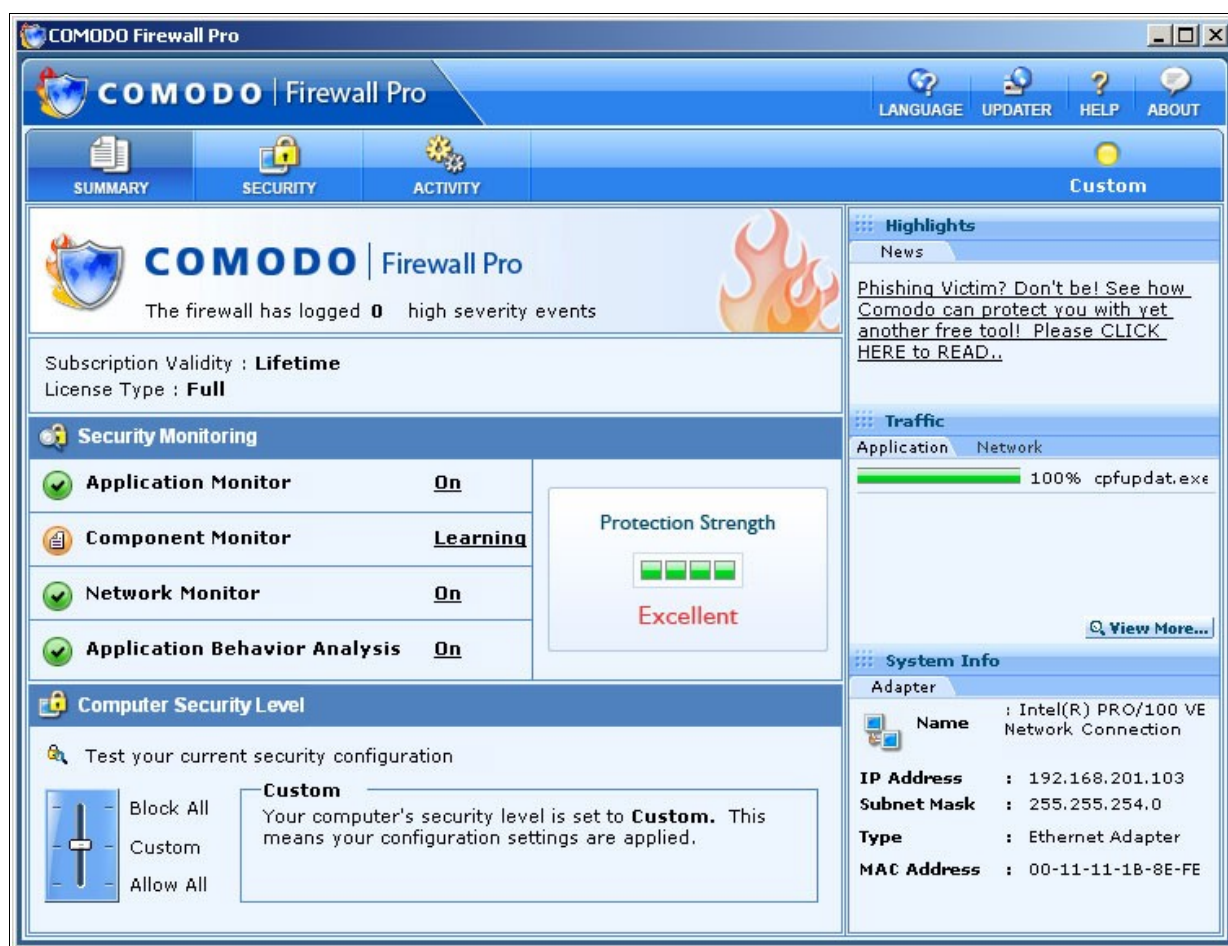 COMODO Firewall Pro
COMODO Firewall Pro
LANGUAGE UPDATER HELP ABOUT
SUMMARY SECURITY ACTIVITY
Custom
COMODO Firewall Pro
The firewall has logged 0 high severity events
Subscription Validity : Lifetime
License Type : Full
Security Monitoring
Application Monitor On
Component Monitor Learning
Network Monitor On
Application Behavior Analysis On
Protection Strength
Excellent
Computer Security Level
Test your current security configuration
Block All
Custom
Allow All
Custom
Your computer's security level is set to Custom. This
means your configuration settings are applied.
Highlights
News
Phishing Victim? Don't be! See how
Comodo can protect you with yet
another free tool! Please CLICK
HERE to READ..
Traffic
Application Network
100% cpfupdat.exe
View More...
System Info
Adapter
Name : Intel(R) PRO/100 VE
Network Connection
IP Address : 192.168.201.103
Subnet Mask : 255.255.254.0
Type : Ethernet Adapter
MAC Address : 00-11-11-1B-8E-FE